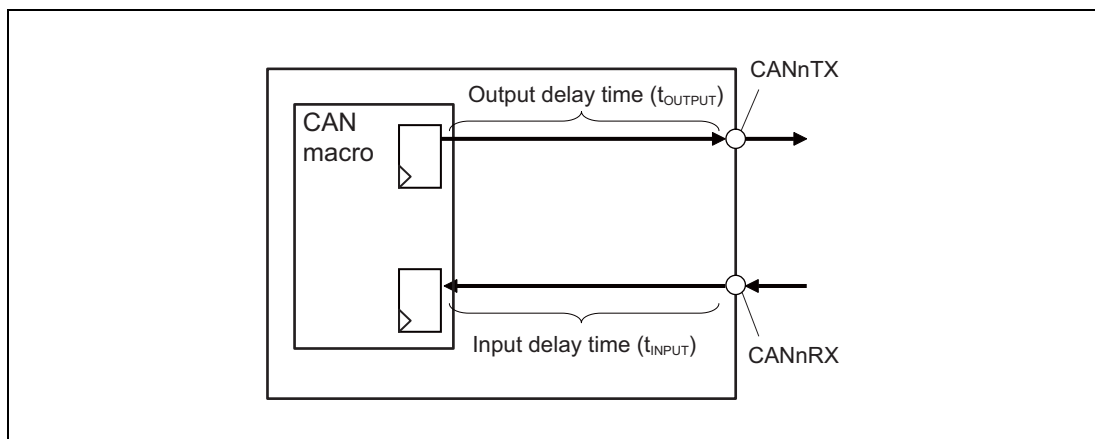 CANnTX
Output delay time (tOUTPUT)
CAN
macro
Input delay time (tINPUT)
CANnRX